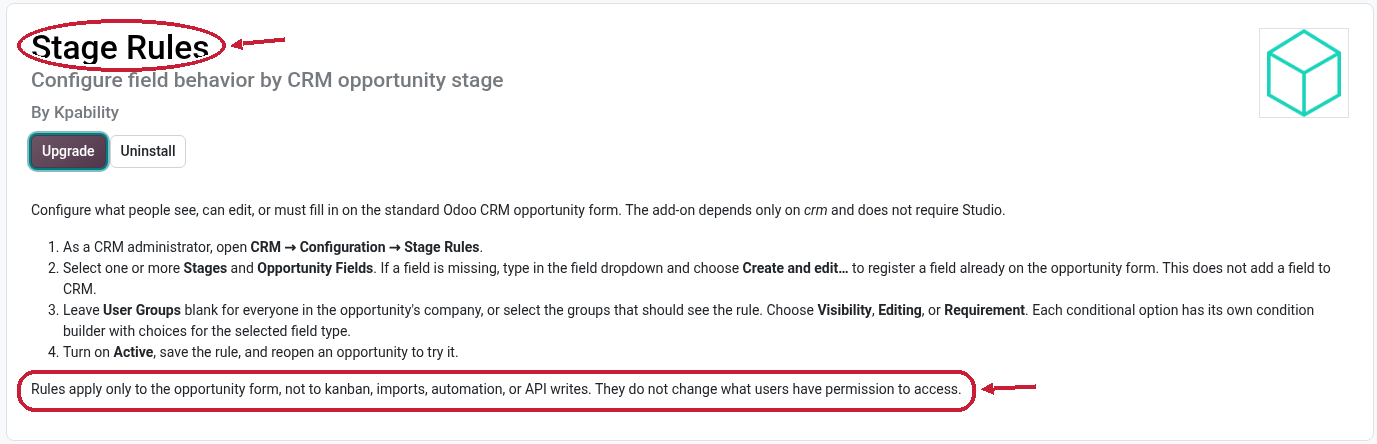 Stage Rules
Configure field behavior by CRM opportunity stage
By Kpability
Upgrade Uninstall
Configure what people see, can edit, or must fill in on the standard Odoo CRM opportunity form. The add-on depends only on crm and does not require Studio.
1. As a CRM administrator, open CRM → Configuration → Stage Rules.
2. Select one or more Stages and Opportunity Fields. If a field is missing, type in the field dropdown and choose Create and edit... to register a field already on the opportunity form. This does not add a field to
CRM.
3. Leave User Groups blank for everyone in the opportunity's company, or select the groups that should see the rule. Choose Visibility, Editing, or Requirement. Each conditional option has its own condition
builder with choices for the selected field type.
4. Turn on Active, save the rule, and reopen an opportunity to try it.
Rules apply only to the opportunity form, not to kanban, imports, automation, or API writes. They do not change what users have permission to access.